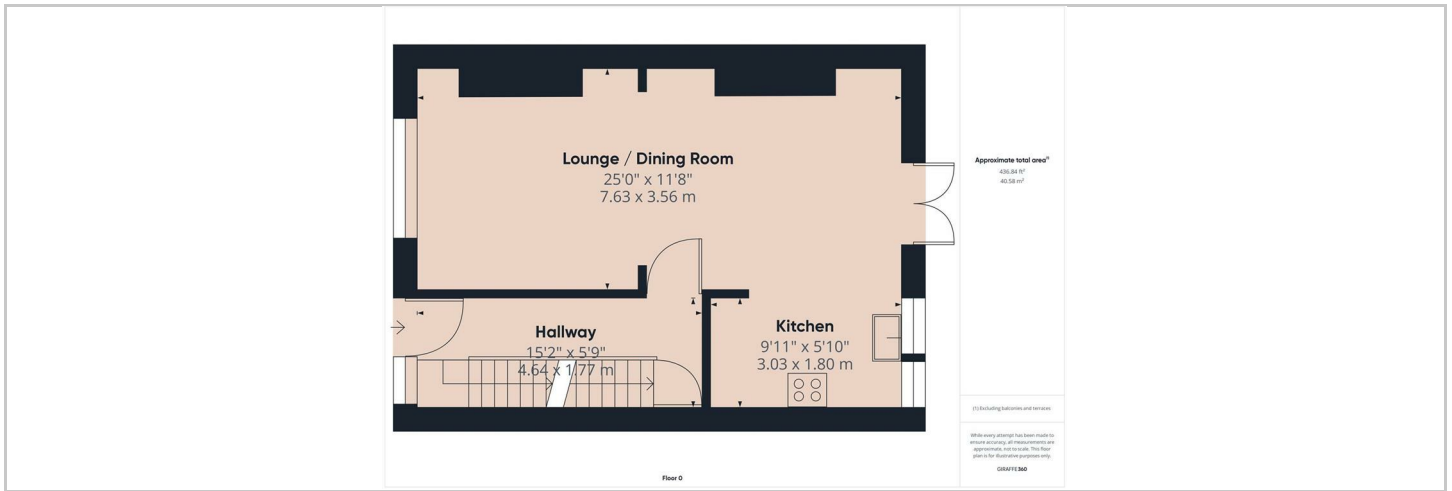 Lounge / Dining Room
25'0" x 11'8"
7.63 x 3.56 m
Hallway
15'2" x 5'9"
4.64 x 1.77 m
Kitchen
9'11" x 5'10"
3.03 x 1.80 m
Floor 0
Approximate total area⁽¹⁾
436.84 ft²
40.58 m²
(1) Excluding balconies and terraces
While every attempt has been made to
ensure accuracy, all measurements are
approximate, not to scale. This floor
plan is for illustrative purposes only.
GIRAFFE360